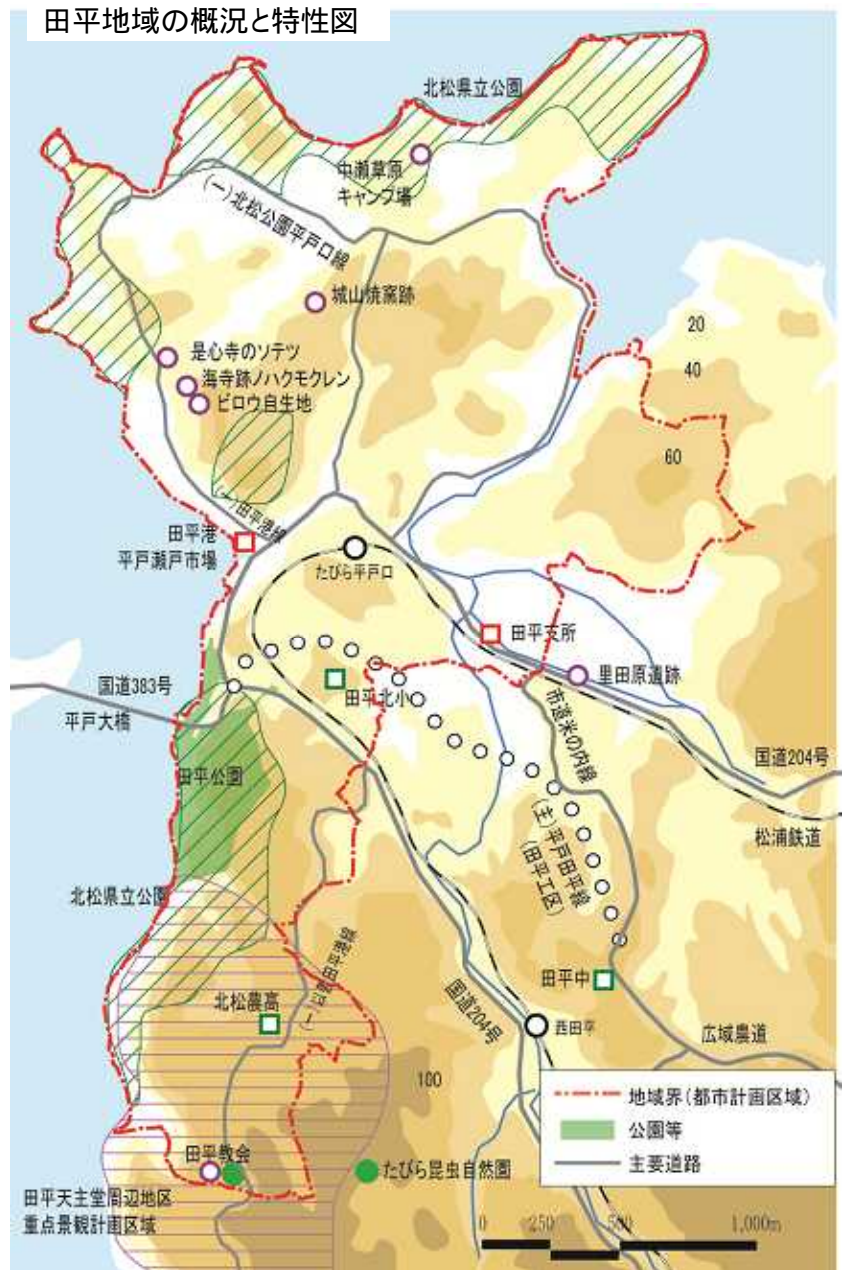 田平地域の概況と特性図
北松県立公園
中瀬草原
キャンプ場
(一)北松公園平戸口線
城山焼窯跡
是心寺のソテツ
海寺跡ノハクモクレン
ビロウ自生地
20
40
60
(一)田平港線
田平港
平戸瀬戸市場
たびら平戸口
田平支所
里田原遺跡
国道383号
平戸大橋
田平北小
市道米の内線
国道204号
田平公園
(主)平戸田平線
(田平工区)
松浦鉄道
北松県立公園
北松農高
国道204号
田平中
西田平
広域農道
100
地域界(都市計画区域)
公園等
主要道路
田平教会
たびら昆虫自然園
田平天主堂周辺地区
重点景観計画区域
0 250 500 1,000m